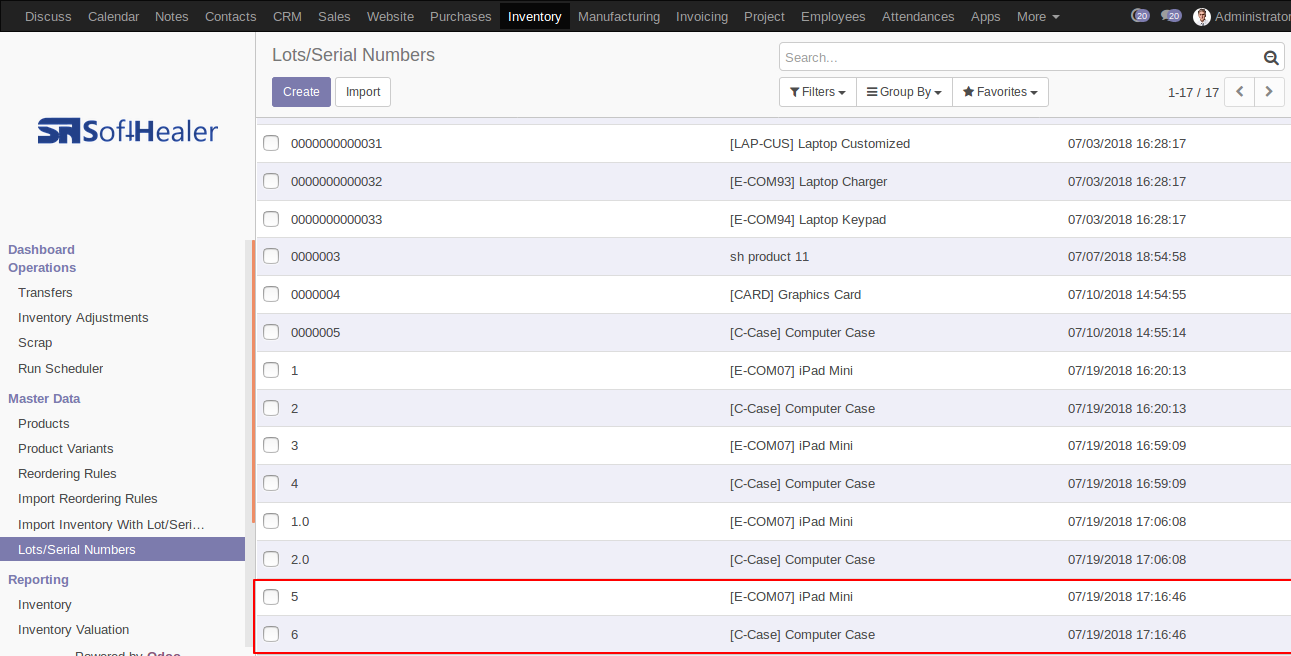 Discuss Calendar Notes Contacts CRM Sales Website Purchases Inventory Manufacturing Invoicing Project Employees Attendances Apps More 20 20 Administrator
SoftHealer
Dashboard
Operations
Transfers
Inventory Adjustments
Scrap
Run Scheduler
Master Data
Products
Product Variants
Reordering Rules
Import Reordering Rules
Import Inventory With Lot/Seri…
Lots/Serial Numbers
Reporting
Inventory
Inventory Valuation
Powered by Odoo
Lots/Serial Numbers
Search...
Create Import
Filters Group By Favorites 1-17 / 17
0000000000031 [LAP-CUS] Laptop Customized 07/03/2018 16:28:17
0000000000032 [E-COM93] Laptop Charger 07/03/2018 16:28:17
0000000000033 [E-COM94] Laptop Keypad 07/03/2018 16:28:17
0000003 sh product 11 07/07/2018 18:54:58
0000004 [CARD] Graphics Card 07/10/2018 14:54:55
0000005 [C-Case] Computer Case 07/10/2018 14:55:14
1 [E-COM07] iPad Mini 07/19/2018 16:20:13
2 [C-Case] Computer Case 07/19/2018 16:20:13
3 [E-COM07] iPad Mini 07/19/2018 16:59:09
4 [C-Case] Computer Case 07/19/2018 16:59:09
1.0 [E-COM07] iPad Mini 07/19/2018 17:06:08
2.0 [C-Case] Computer Case 07/19/2018 17:06:08
5 [E-COM07] iPad Mini 07/19/2018 17:16:46
6 [C-Case] Computer Case 07/19/2018 17:16:46